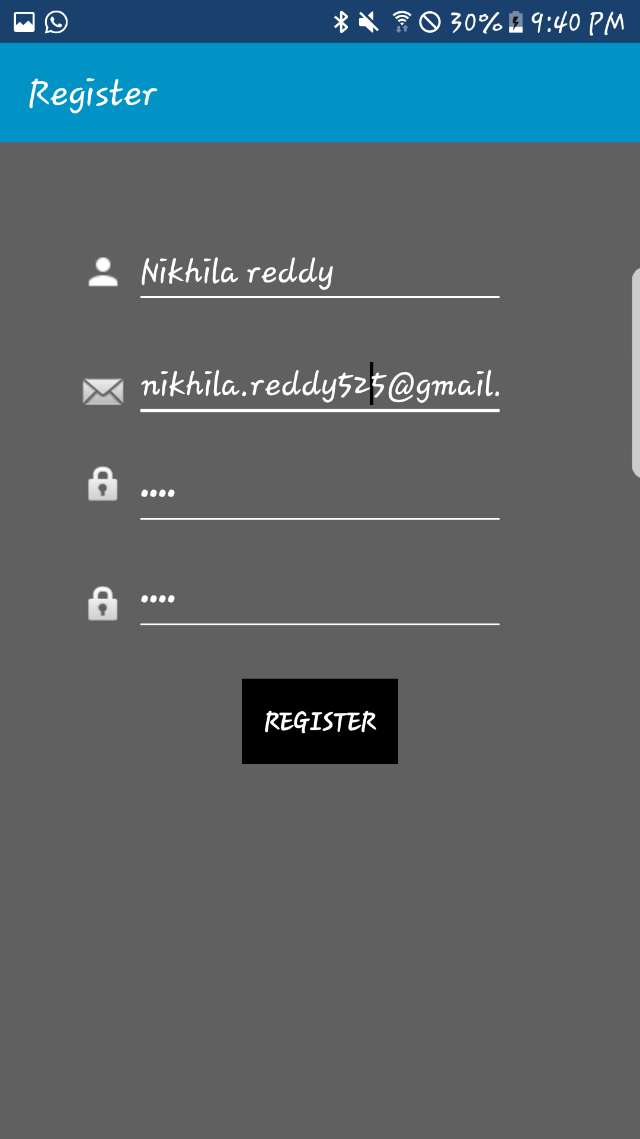 30% 9:40 PM
Register
Nikhila reddy
nikhila.reddy525@gmail.
••••
••••
REGISTER